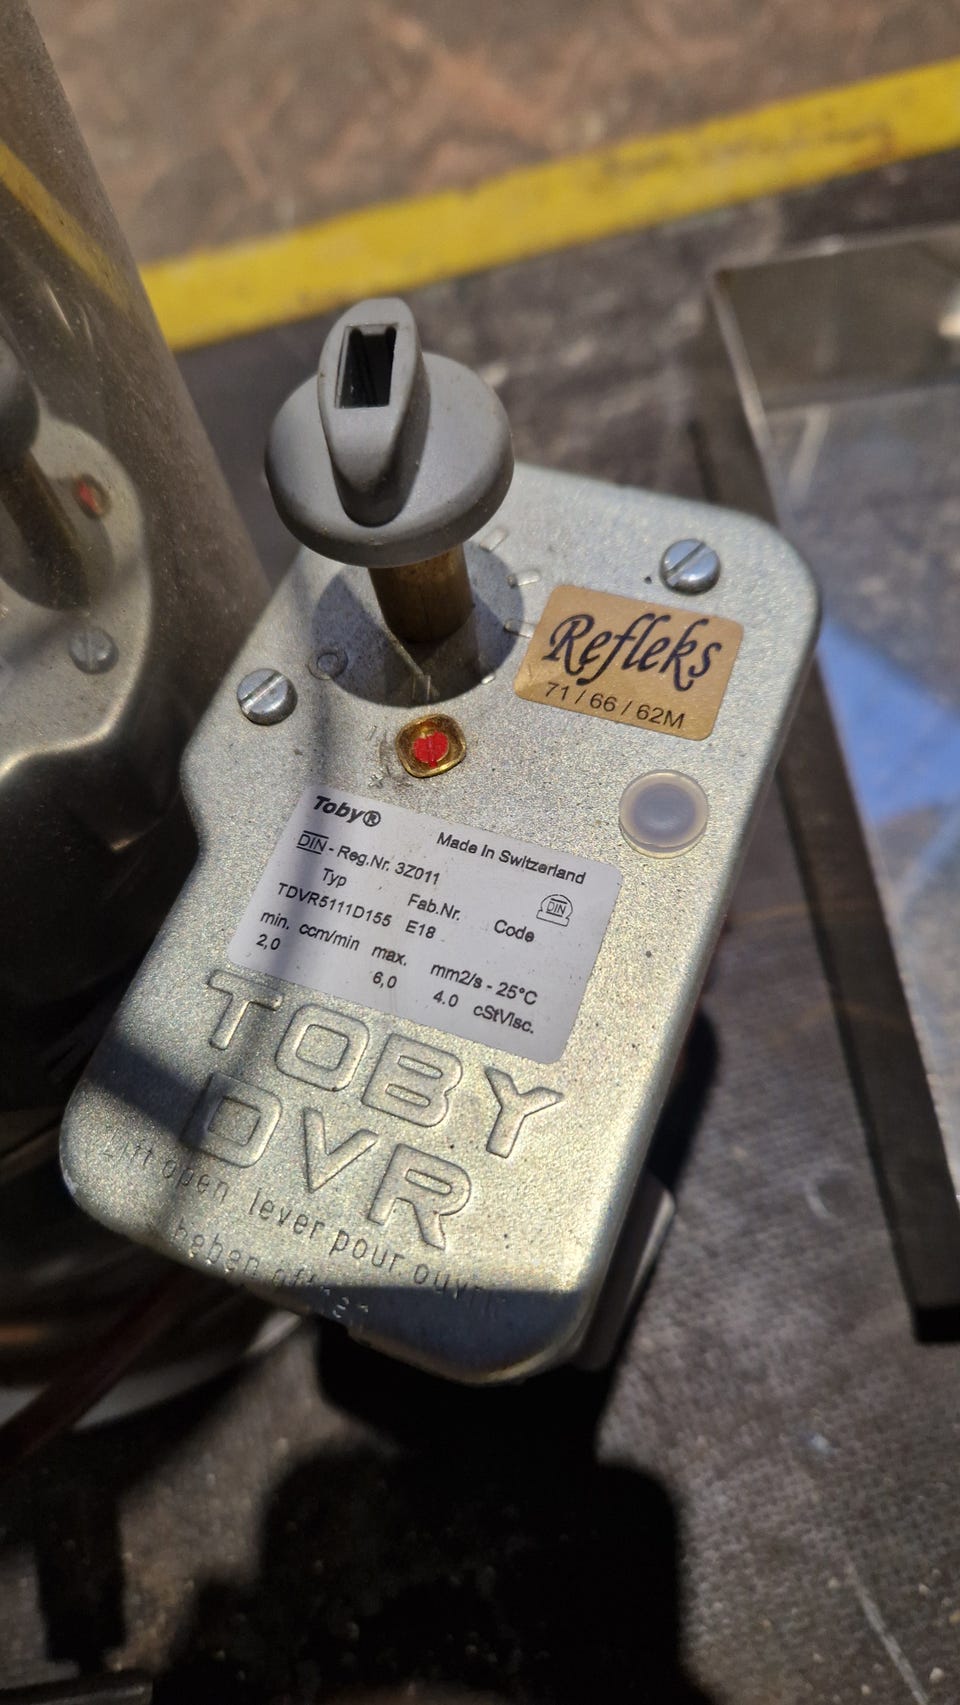 Refleks
71 / 66 / 62M
Toby®
Made in Switzerland
DIN - Reg.Nr. 3Z011
DIN
Typ Fab.Nr. Code
TDVR5111D155 E18
min. ccm/min max. mm2/s - 25°C
2,0 6,0 4.0 cStVisc.
TOBY
DVR
Lift open lever pour ouvrir
heben öffnen